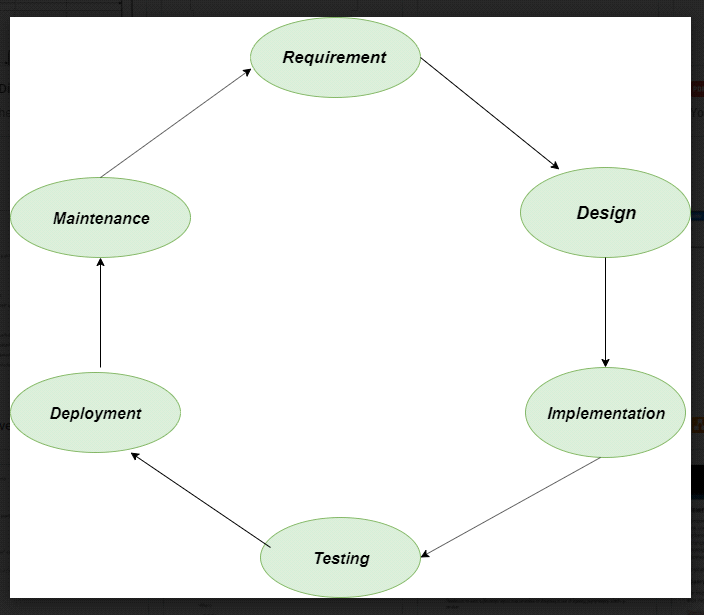 Requirement
Design
Implementation
Testing
Deployment
Maintenance